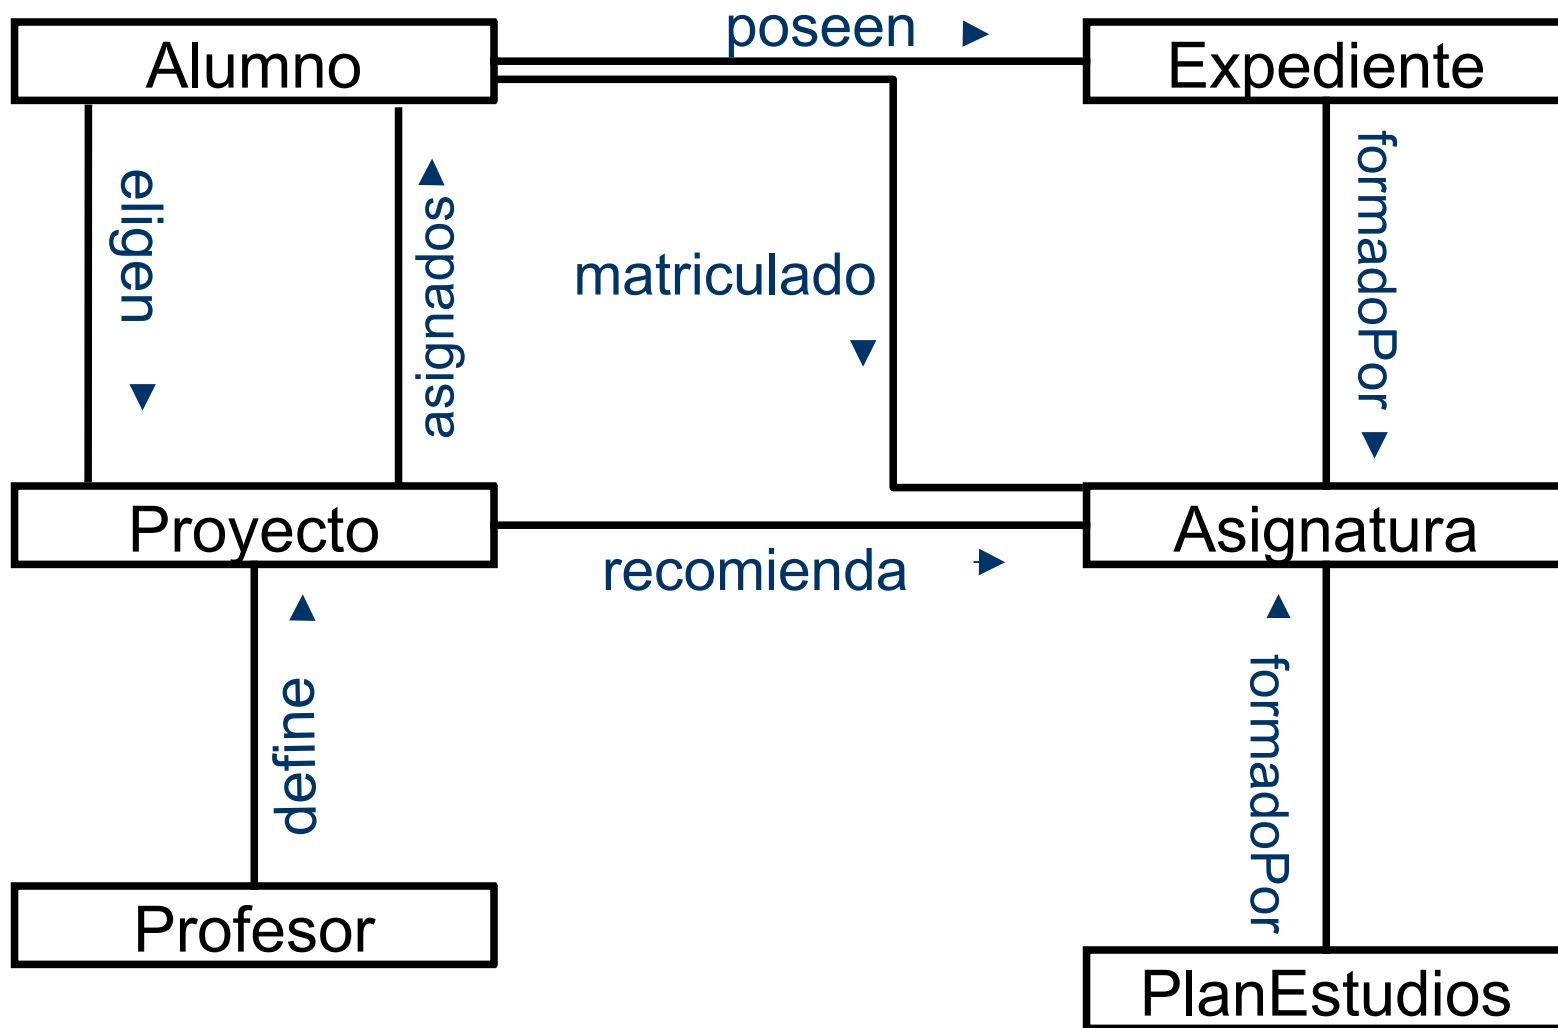 poseen
Alumno
Expediente
eligen
asignados
matriculado
formadoPor
Proyecto
Asignatura
recomienda
define
formadoPor
Profesor
PlanEstudios